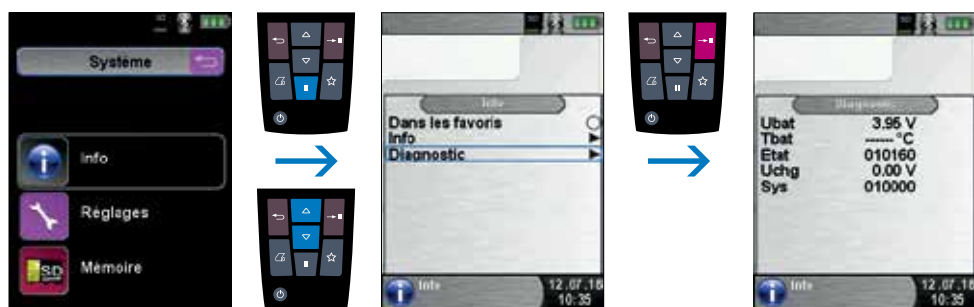 Système
Info
Réglages
Mémoire
SD
Info
Dans les favoris
Info
Diagnostic
Info
12.07.16
10:35
Diagnostic
Ubat 3.95 V
Tbat ------ °C
Etat 010160
Uchg 0.00 V
Sys 010000
Info
12.07.16
10:36